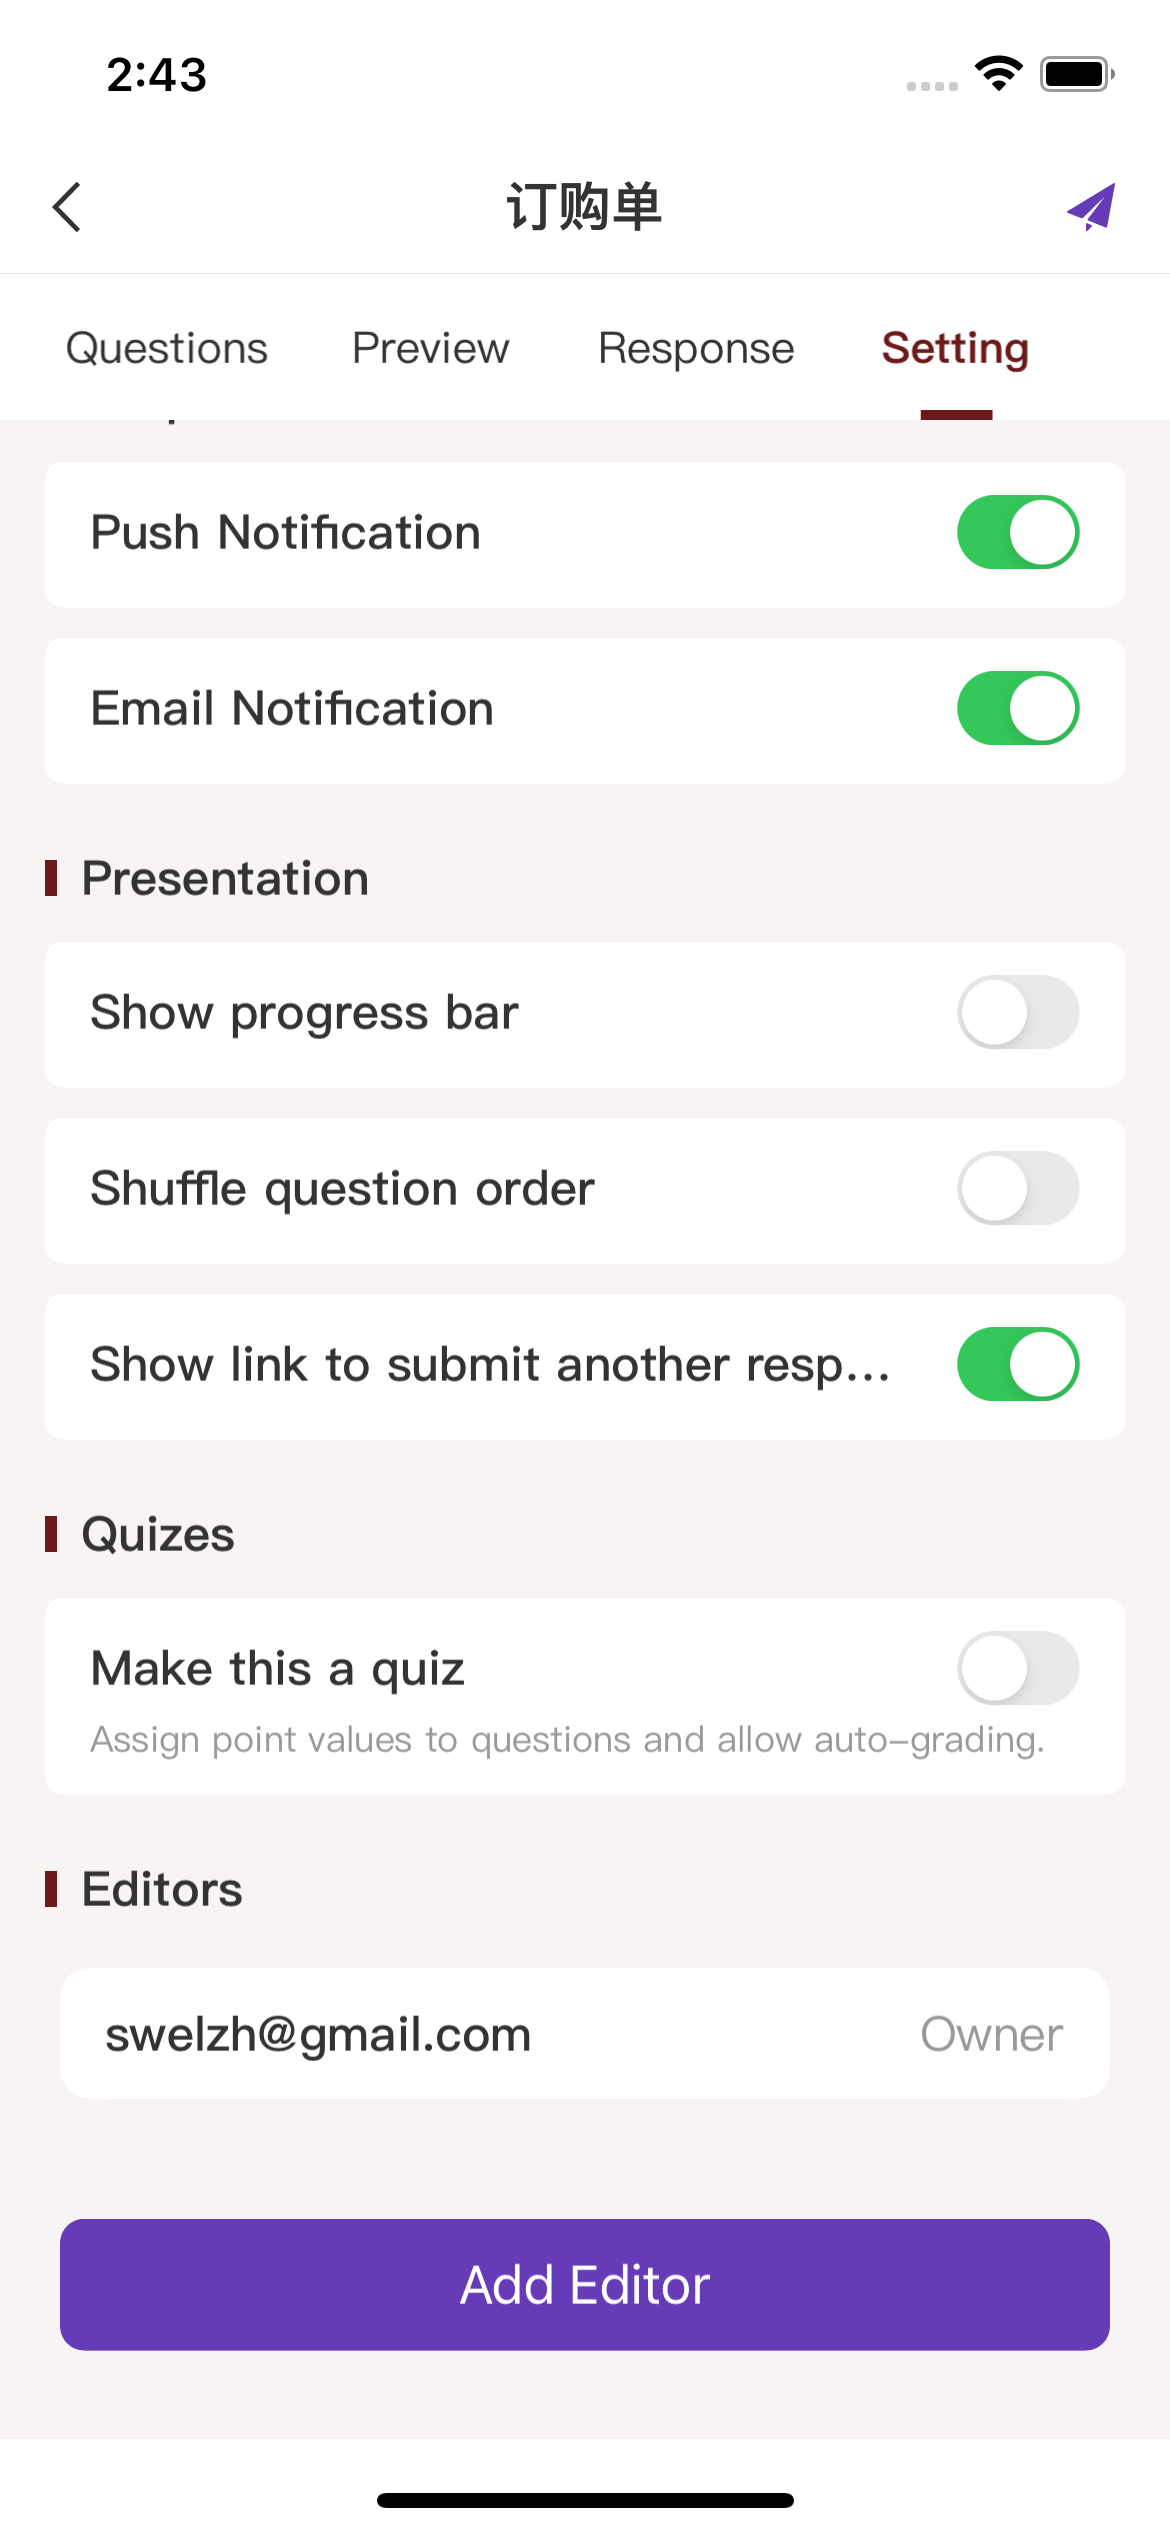 2:43
订购单
Questions Preview Response Setting
Push Notification
Email Notification
Presentation
Show progress bar
Shuffle question order
Show link to submit another resp...
Quizes
Make this a quiz
Assign point values to questions and allow auto-grading.
Editors
swelzh@gmail.com Owner
Add Editor